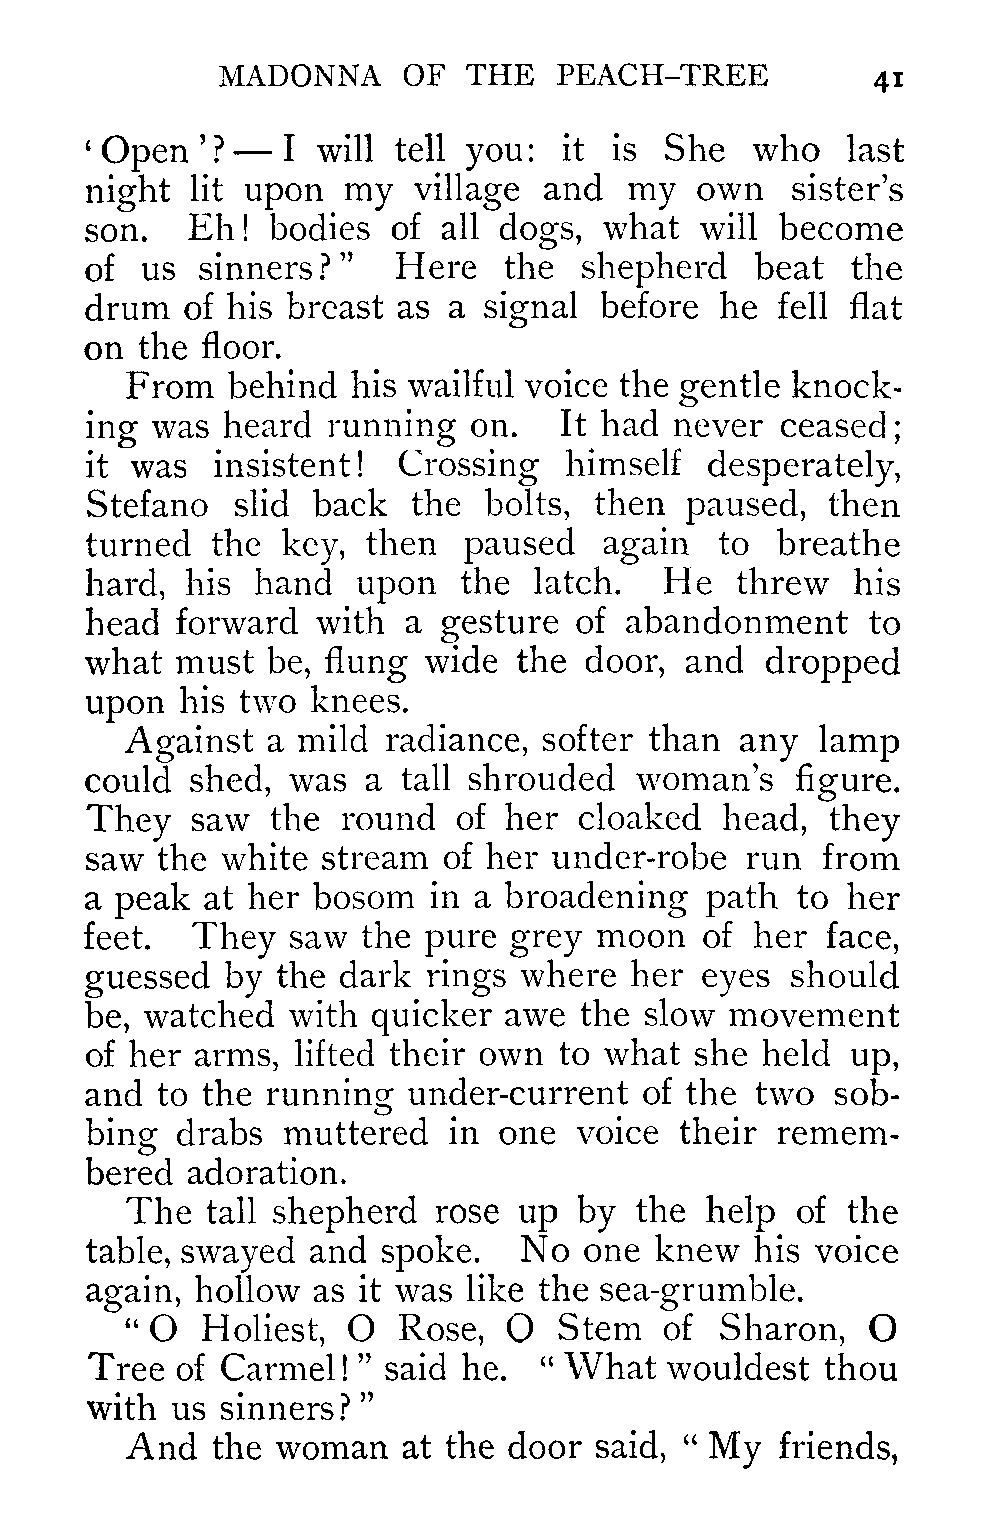 MADONNA OF THE PEACH-TREE 41
‘Open’?—I will tell you: it is She who last
night lit upon my village and my own sister’s
son. Eh! bodies of all dogs, what will become
of us sinners?” Here the shepherd beat the
drum of his breast as a signal before he fell flat
on the floor.
From behind his wailful voice the gentle knock-
ing was heard running on. It had never ceased;
it was insistent! Crossing himself desperately,
Stefano slid back the bolts, then paused, then
turned the key, then paused again to breathe
hard, his hand upon the latch. He threw his
head forward with a gesture of abandonment to
what must be, flung wide the door, and dropped
upon his two knees.
Against a mild radiance, softer than any lamp
could shed, was a tall shrouded woman’s figure.
They saw the round of her cloaked head, they
saw the white stream of her under-robe run from
a peak at her bosom in a broadening path to her
feet. They saw the pure grey moon of her face,
guessed by the dark rings where her eyes should
be, watched with quicker awe the slow movement
of her arms, lifted their own to what she held up,
and to the running under-current of the two sob-
bing drabs muttered in one voice their remem-
bered adoration.
The tall shepherd rose up by the help of the
table, swayed and spoke. No one knew his voice
again, hollow as it was like the sea-grumble.
“O Holiest, O Rose, O Stem of Sharon, O
Tree of Carmel!” said he. “What wouldest thou
with us sinners?”
And the woman at the door said, “My friends,